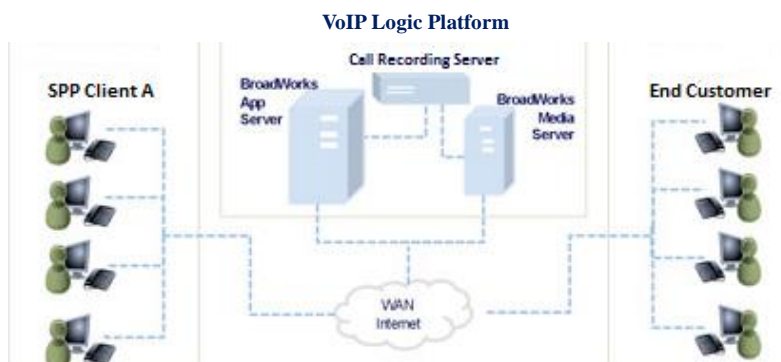 VoIP Logic Platform
Call Recording Server
SPP Client A
BroadWorks
App
Server
BroadWorks
Media
Server
End Customer
WAN
Internet